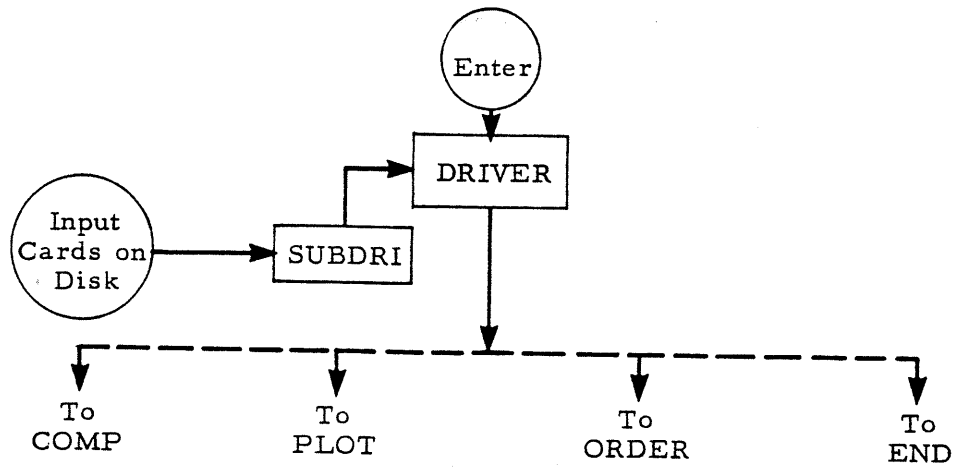 Enter
DRIVER
Input
Cards on
Disk
SUBDRI
To
COMP
To
PLOT
To
ORDER
To
END